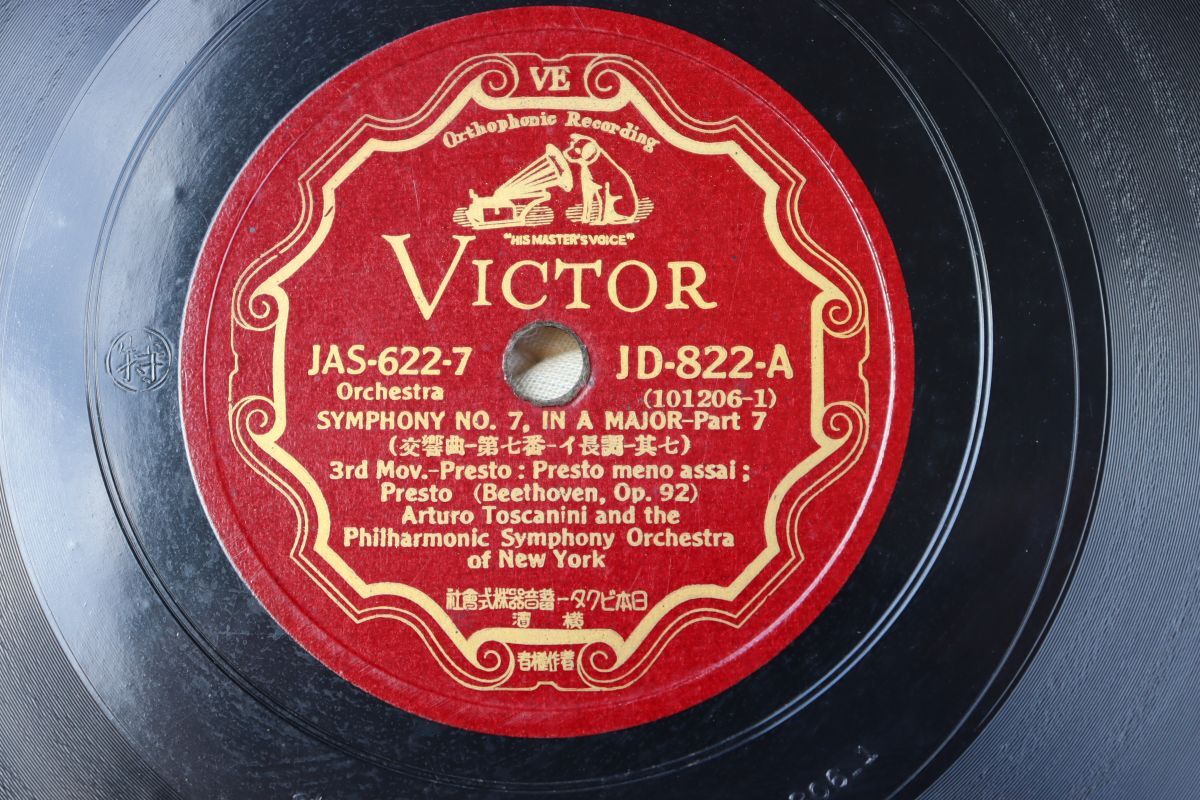 VE
Orthophonic Recording
"HIS MASTER'S VOICE"
VICTOR
JAS-622-7 JD-822-A
Orchestra (101206-1)
SYMPHONY NO. 7, IN A MAJOR-Part 7
(交響曲-第七番-イ長調-其七)
3rd Mov.-Presto : Presto meno assai ;
Presto (Beethoven, Op. 92)
Arturo Toscanini and the
Philharmonic Symphony Orchestra
of New York
日本ビクター蓄音器株式會社
横濱
著作權者
特